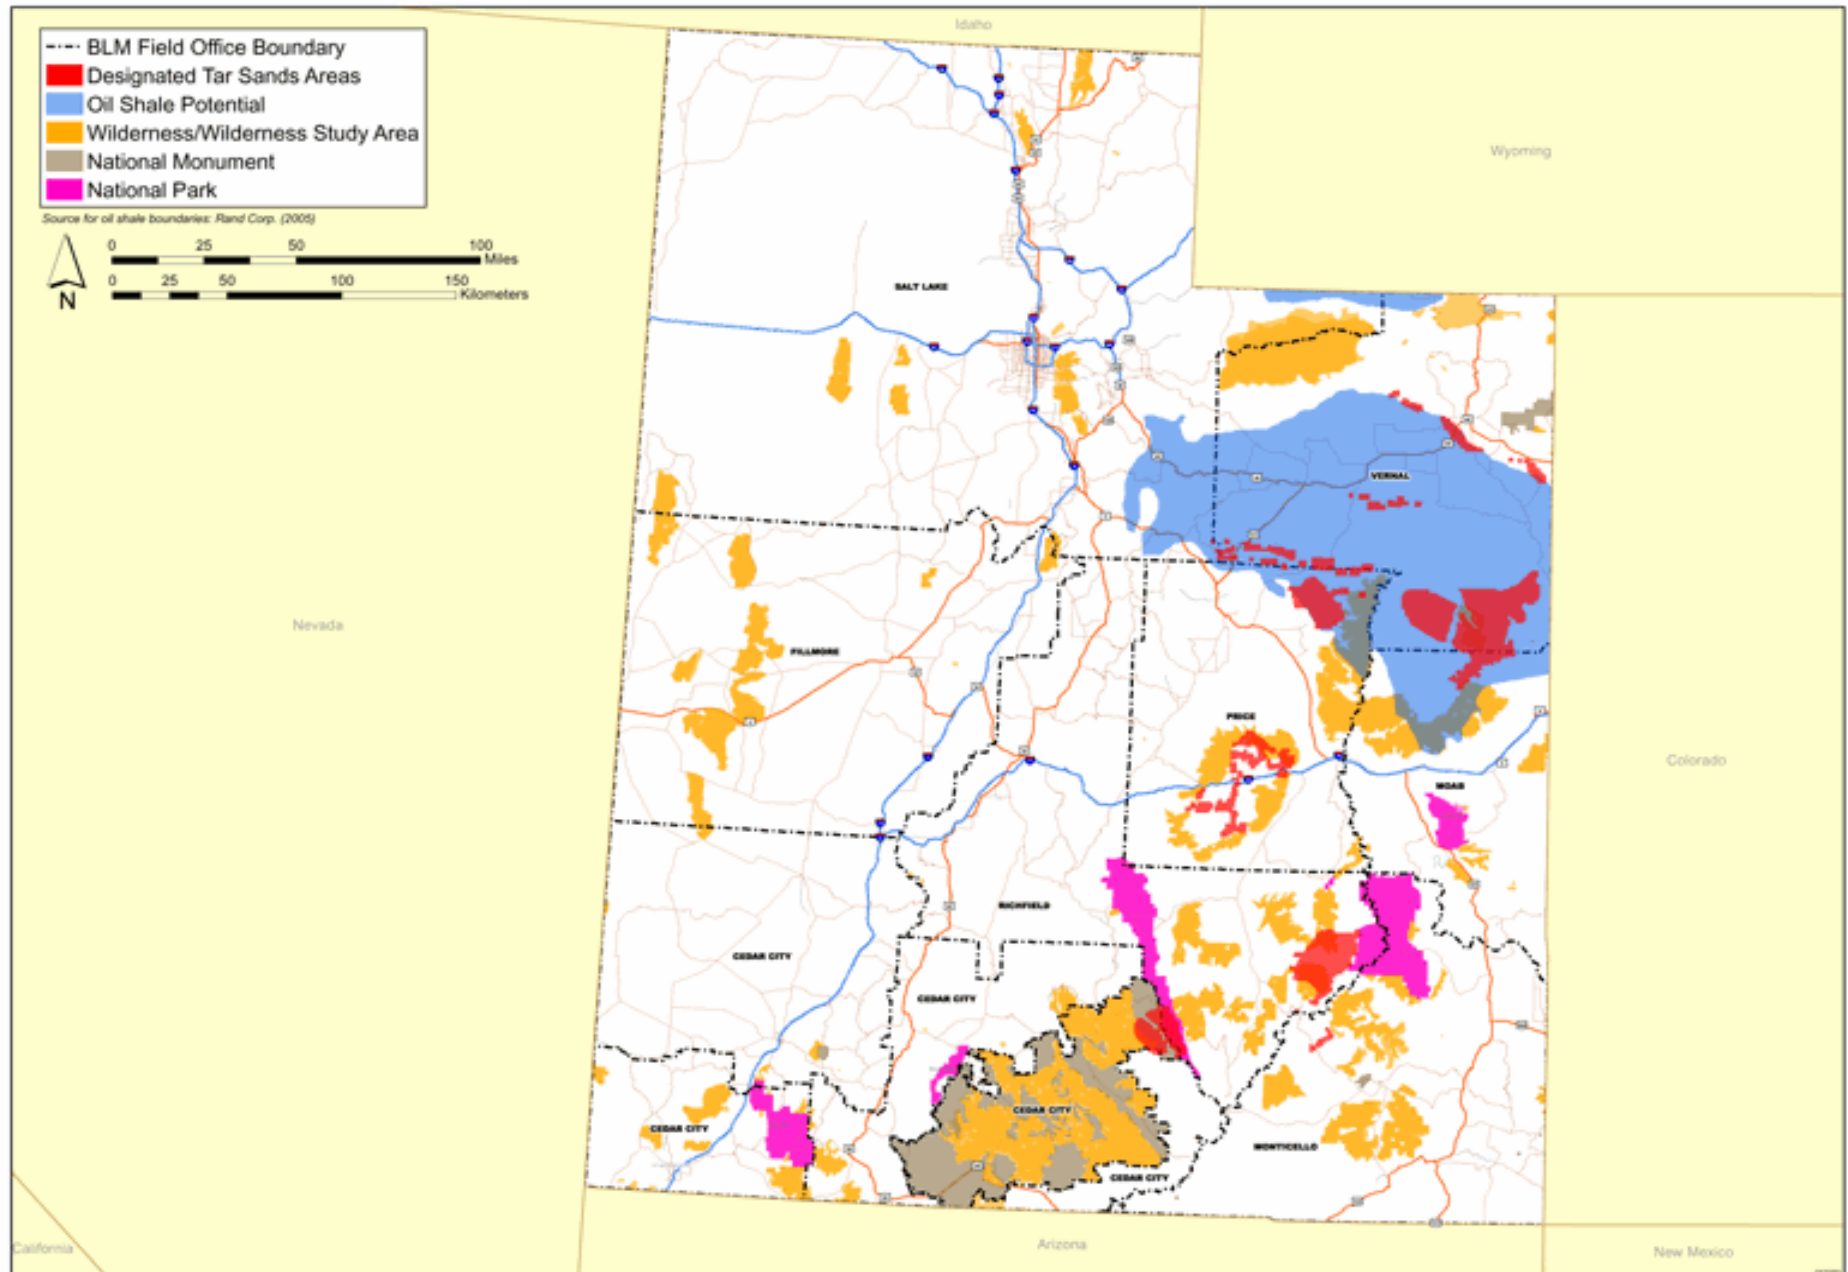 Idaho
BLM Field Office Boundary
Designated Tar Sands Areas
Oil Shale Potential
Wilderness/Wilderness Study Area
National Monument
National Park
Source for oil shale boundaries: Rand Corp. (2005)
0 25 50 100
Miles
0 25 50 100 150
Kilometers
N
Wyoming
SALT LAKE
VERNAL
Nevada
FILLMORE
PRICE
Colorado
MOAB
RICHFIELD
CEDAR CITY
CEDAR CITY
CEDAR CITY
CEDAR CITY
MONTICELLO
CEDAR CITY
California
Arizona
New Mexico